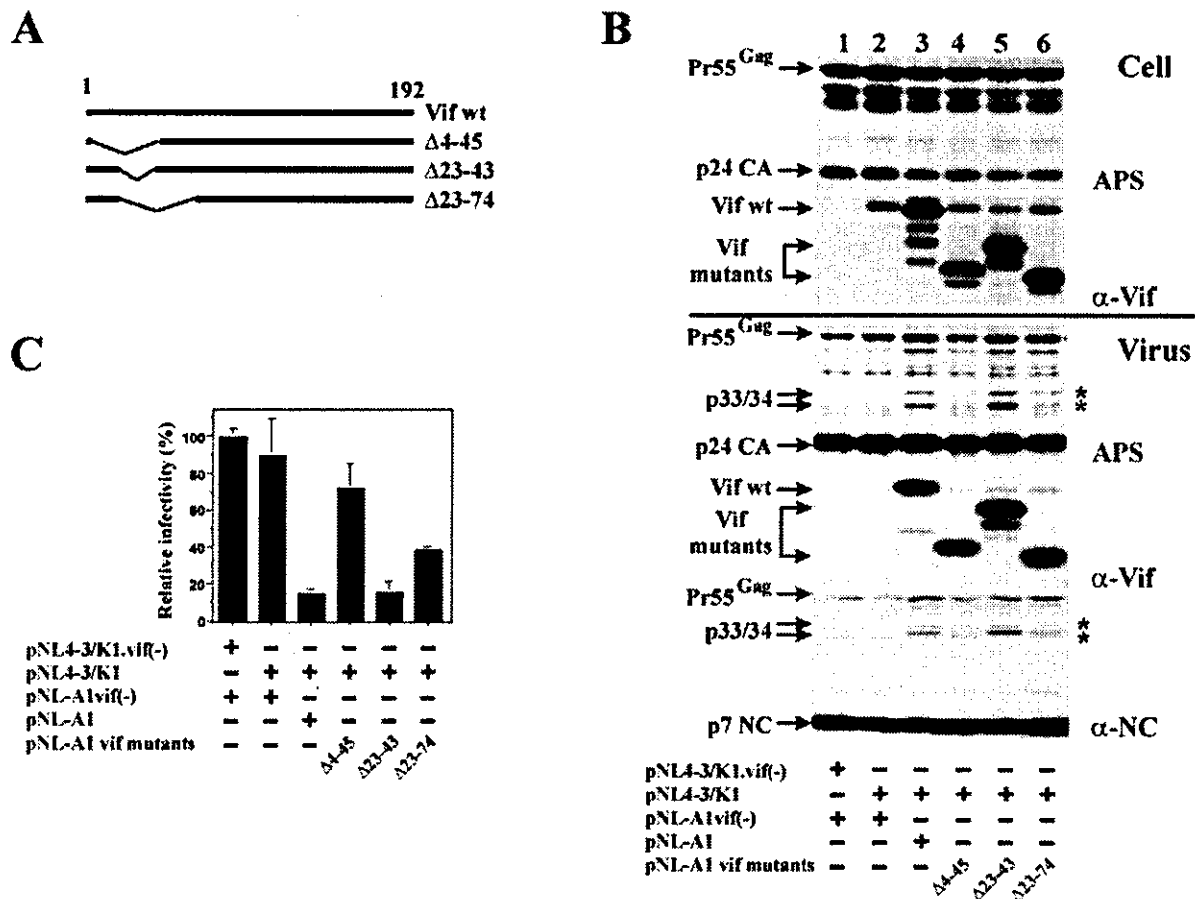 A
1 192
Vif wt
Δ4-45
Δ23-43
Δ23-74
B
1 2 3 4 5 6
Pr55Gag
Cell
p24 CA
APS
Vif wt
Vif
mutants
α-Vif
Pr55Gag
Virus
p33/34
*
*
p24 CA
APS
Vif wt
Vif
mutants
α-Vif
Pr55Gag
p33/34
*
*
p7 NC
α-NC
pNL4-3/K1.vif(-) + - - - - -
pNL4-3/K1 - + + + + +
pNL-A1vif(-) + + - - - -
pNL-A1 - - + - - -
pNL-A1 vif mutants - - - Δ4-45 Δ23-43 Δ23-74
C
Relative infectivity (%)
100
80
60
40
20
0
pNL4-3/K1.vif(-) + - - - - -
pNL4-3/K1 - + + + + +
pNL-A1vif(-) + + - - - -
pNL-A1 - - + - - -
pNL-A1 vif mutants - - - Δ4-45 Δ23-43 Δ23-74